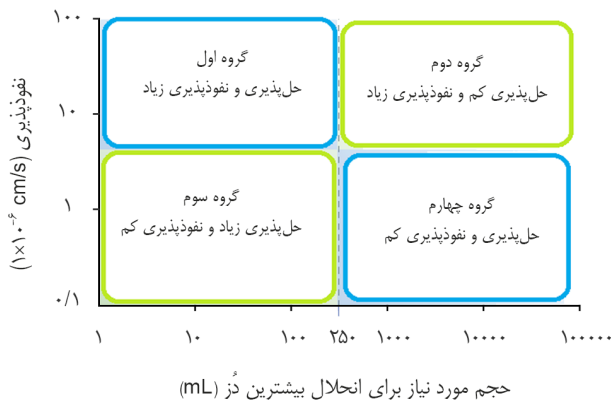 ۱۰۰
۱۰
۱
۰/۱
نفوذپذیری (۱×۱۰⁻⁶ cm/s)
گروه اول
حل‌پذیری و نفوذپذیری زیاد
گروه دوم
حل‌پذیری کم و نفوذپذیری زیاد
گروه سوم
حل‌پذیری زیاد و نفوذپذیری کم
گروه چهارم
حل‌پذیری و نفوذپذیری کم
۱ ۱۰ ۱۰۰ ۲۵۰ ۱۰۰۰ ۱۰۰۰۰ ۱۰۰۰۰۰
حجم مورد نیاز برای انحلال بیشترین دُز (mL)